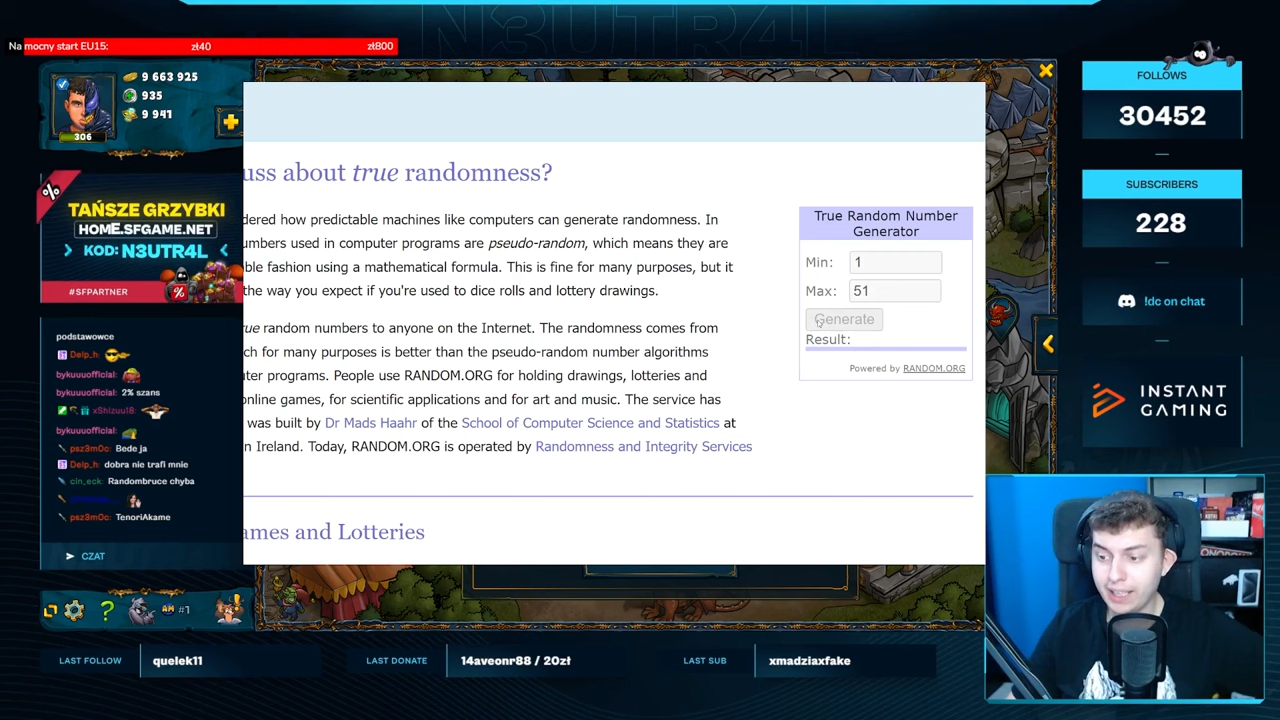 N3UTR4L
Na mocny start EU15:
zł40
zł800
9 663 925
935
9 941
306
TAŃSZE GRZYBKI
HOME.SFGAME.NET
KOD: N3UTR4L
#SFPARTNER
podstawowce
Delp_h:
bykuuuofficial:
bykuuuofficial: 2% szans
xShizuu18:
bykuuuofficial:
psz3m0c: Bede ja
Delp_h: dobra nie trafi mnie
cin_eck: Randombruce chyba
psz3m0c: TenoriAkame
CZAT
AM #1
uss about true randomness?
dered how predictable machines like computers can generate randomness. In
umbers used in computer programs are pseudo-random, which means they are
ble fashion using a mathematical formula. This is fine for many purposes, but it
the way you expect if you're used to dice rolls and lottery drawings.
rue random numbers to anyone on the Internet. The randomness comes from
ch for many purposes is better than the pseudo-random number algorithms
uter programs. People use RANDOM.ORG for holding drawings, lotteries and
online games, for scientific applications and for art and music. The service has
was built by Dr Mads Haahr of the School of Computer Science and Statistics at
n Ireland. Today, RANDOM.ORG is operated by Randomness and Integrity Services
ames and Lotteries
True Random Number
Generator
Min: 1
Max: 51
Generate
Result:
Powered by RANDOM.ORG
FOLLOWS
30452
SUBSCRIBERS
228
!dc on chat
INSTANT
GAMING
LAST FOLLOW
quelek11
LAST DONATE
14aveonr88 / 20zł
LAST SUB
xmadziaxfake